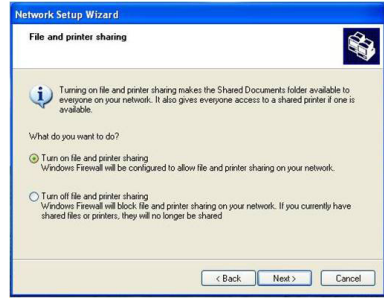 Network Setup Wizard
File and printer sharing
Turning on file and printer sharing makes the Shared Documents folder available to
everyone on your network. It also gives everyone access to a shared printer if one is
available.
What do you want to do?
Turn on file and printer sharing
Windows Firewall will be configured to allow file and printer sharing on your network.
Turn off file and printer sharing
Windows Firewall will block file and printer sharing on your network. If you currently have
shared files or printers, they will no longer be shared
< Back Next > Cancel